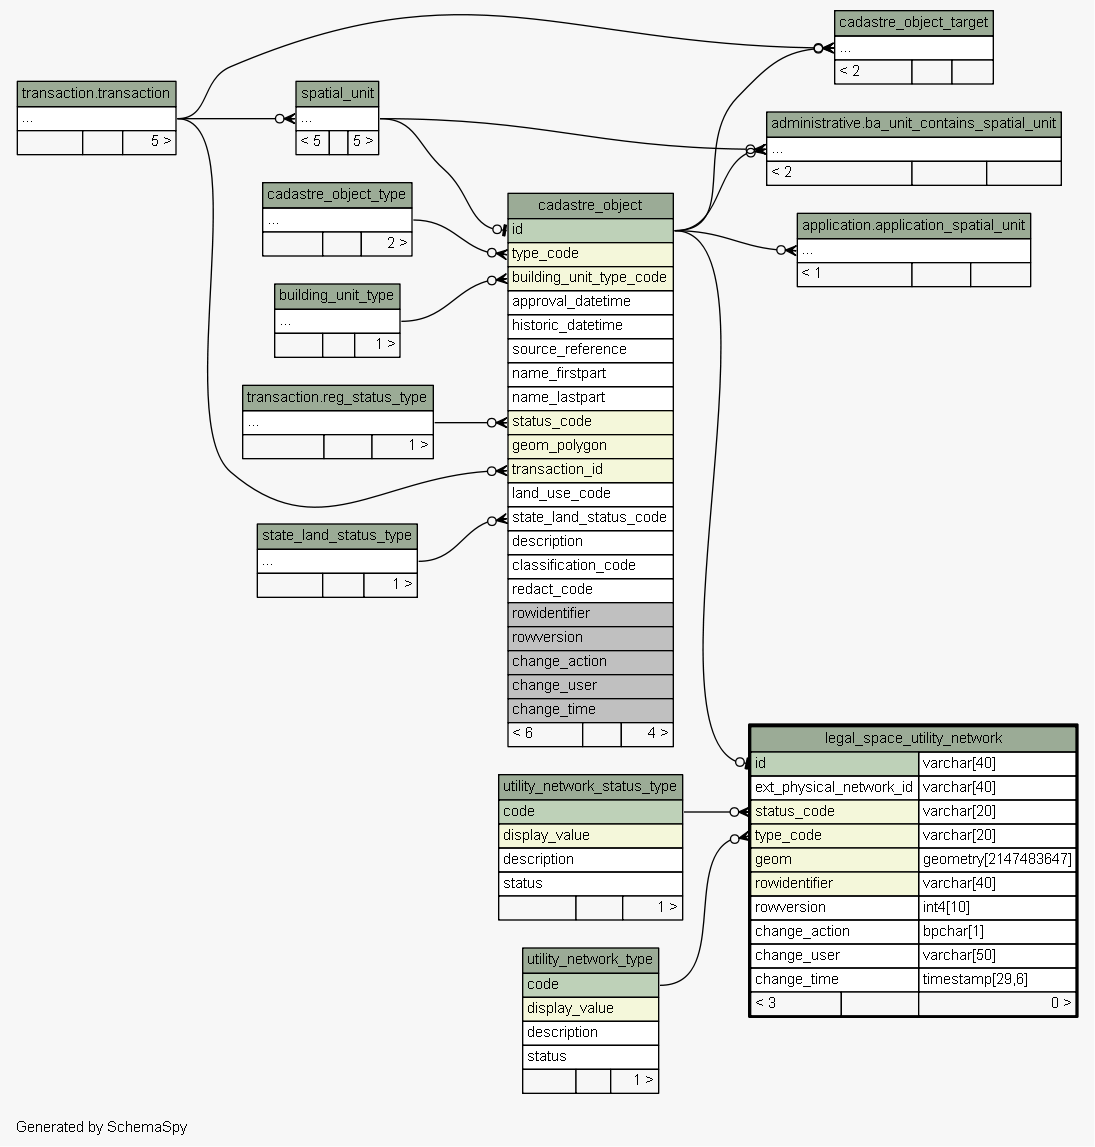 cadastre_object_target
...
< 2
transaction.transaction
...
5 >
spatial_unit
...
< 5 5 >
administrative.ba_unit_contains_spatial_unit
...
< 2
cadastre_object_type
...
2 >
application.application_spatial_unit
...
< 1
building_unit_type
...
1 >
transaction.reg_status_type
...
1 >
state_land_status_type
...
1 >
cadastre_object
id
type_code
building_unit_type_code
approval_datetime
historic_datetime
source_reference
name_firstpart
name_lastpart
status_code
geom_polygon
transaction_id
land_use_code
state_land_status_code
description
classification_code
redact_code
rowidentifier
rowversion
change_action
change_user
change_time
< 6 4 >
legal_space_utility_network
id varchar[40]
ext_physical_network_id varchar[40]
status_code varchar[20]
type_code varchar[20]
geom geometry[2147483647]
rowidentifier varchar[40]
rowversion int4[10]
change_action bpchar[1]
change_user varchar[50]
change_time timestamp[29,6]
< 3 0 >
utility_network_status_type
code
display_value
description
status
1 >
utility_network_type
code
display_value
description
status
1 >
Generated by SchemaSpy